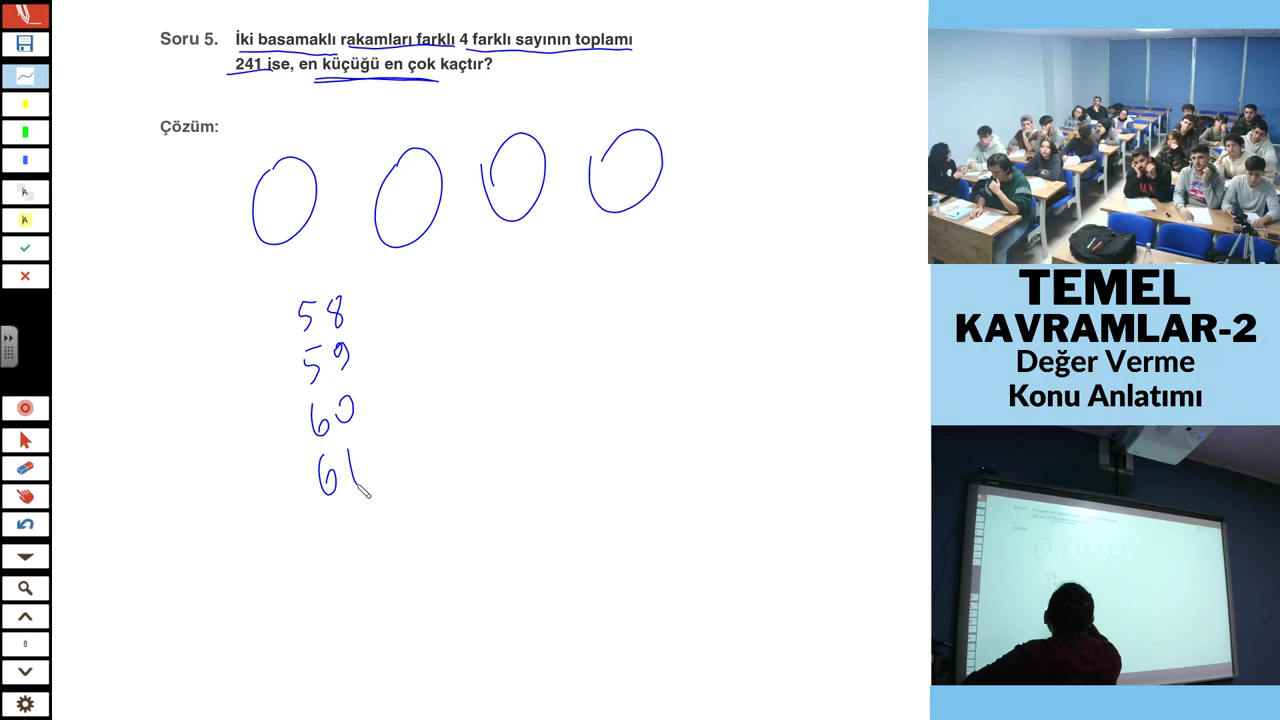 Soru 5. İki basamaklı rakamları farklı 4 farklı sayının toplamı
241 ise, en küçüğü en çok kaçtır?
Çözüm:
58
59
60
61
8
TEMEL
KAVRAMLAR-2
Değer Verme
Konu Anlatımı